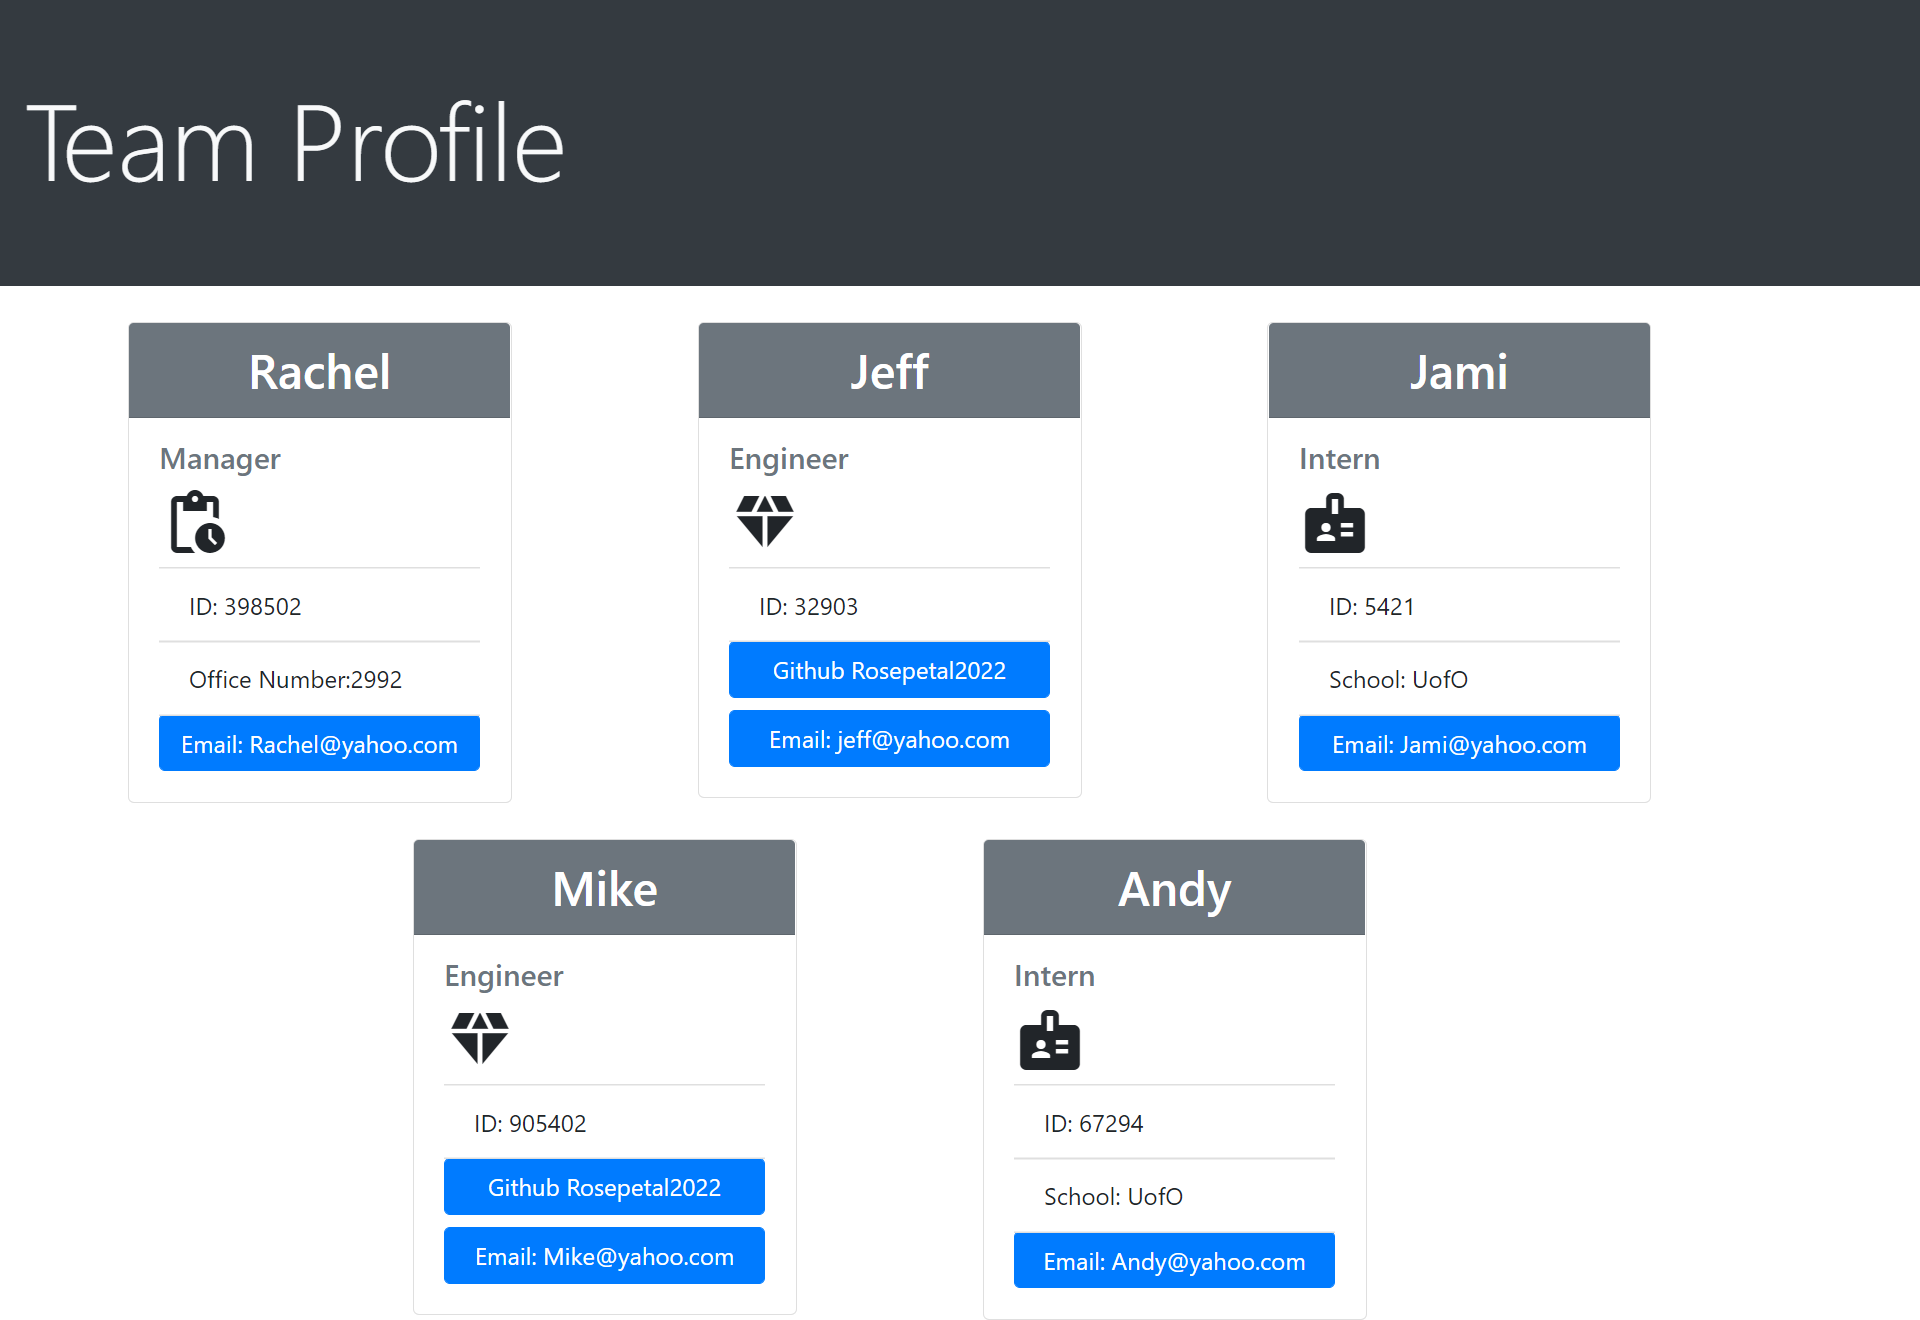 Team Profile
Rachel
Manager
ID: 398502
Office Number:2992
Email: Rachel@yahoo.com
Jeff
Engineer
ID: 32903
Github Rosepetal2022
Email: jeff@yahoo.com
Jami
Intern
ID: 5421
School: UofO
Email: Jami@yahoo.com
Mike
Engineer
ID: 905402
Github Rosepetal2022
Email: Mike@yahoo.com
Andy
Intern
ID: 67294
School: UofO
Email: Andy@yahoo.com